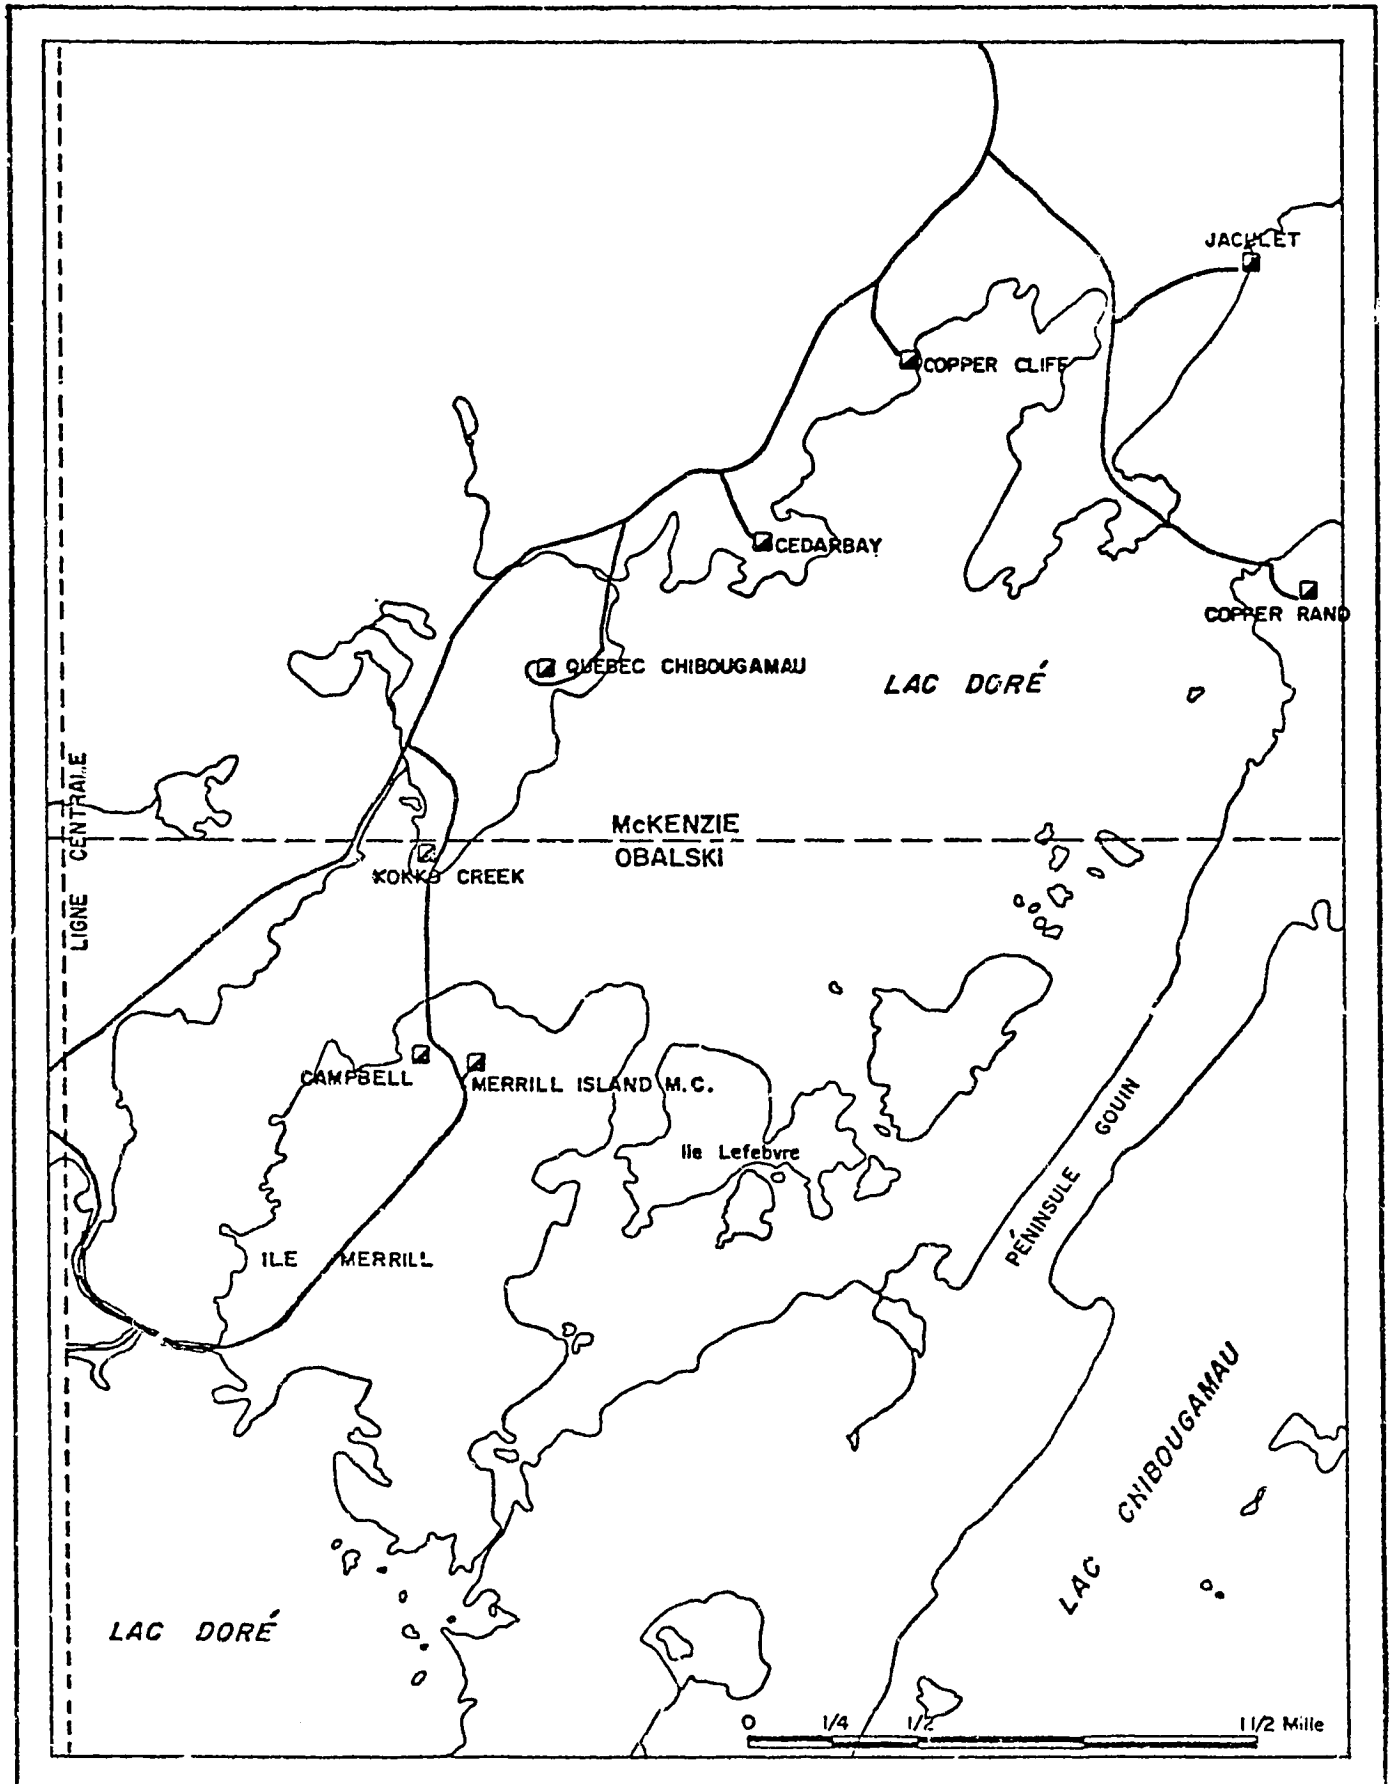 JACULET
COPPER CLIFF
CEDARBAY
COPPER RAND
QUEBEC CHIBOUGAMAU
LAC DORÉ
LIGNE CENTRALE
McKENZIE
OBALSKI
KOKKO CREEK
CAMPBELL
MERRILL ISLAND M.C.
PÉNINSULE GOUIN
Ile Lefebvre
ILE MERRILL
LAC CHIBOUGAMAU
LAC DORÉ
0 1/4 1/2 1 1/2 Mille